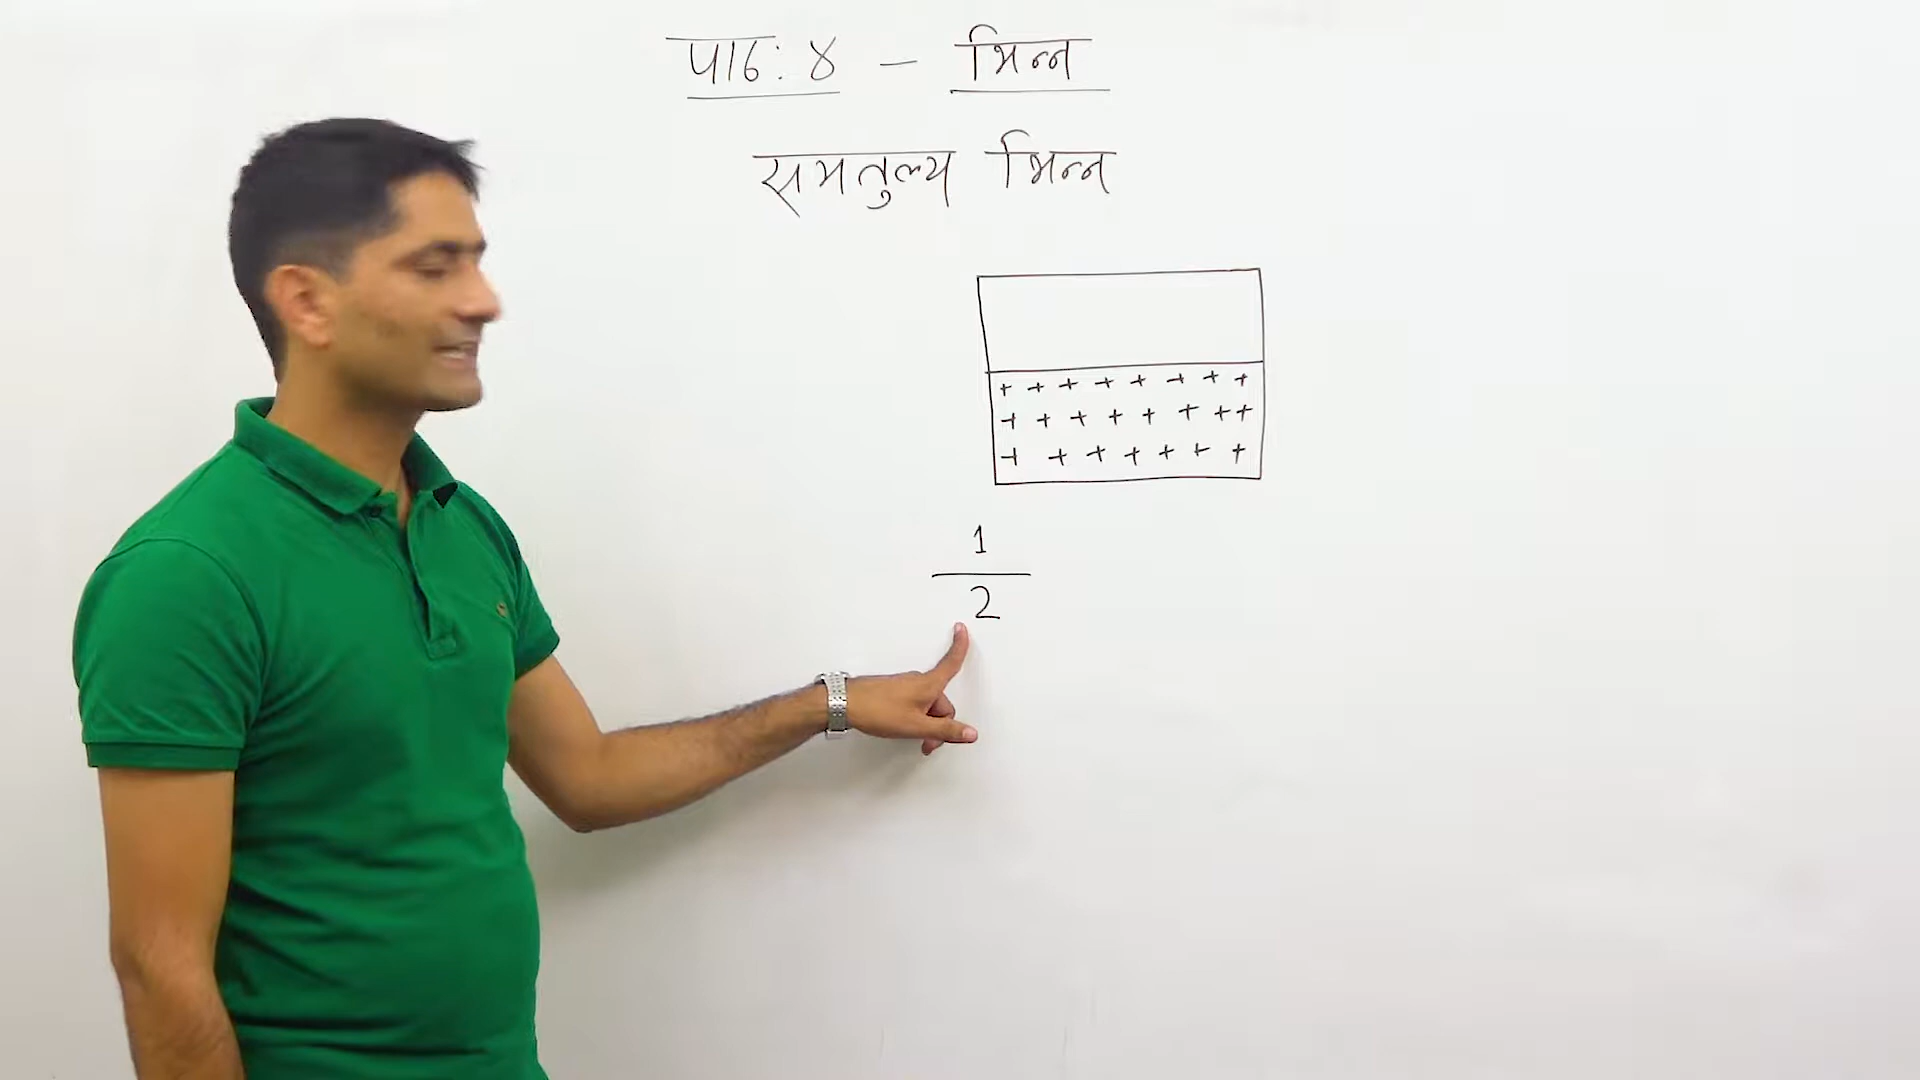 पाठ: ४ - भिन्न
समतुल्य भिन्न
+ + + + + + + +
+ + + + + + + +
+ + + + + + +
1
2